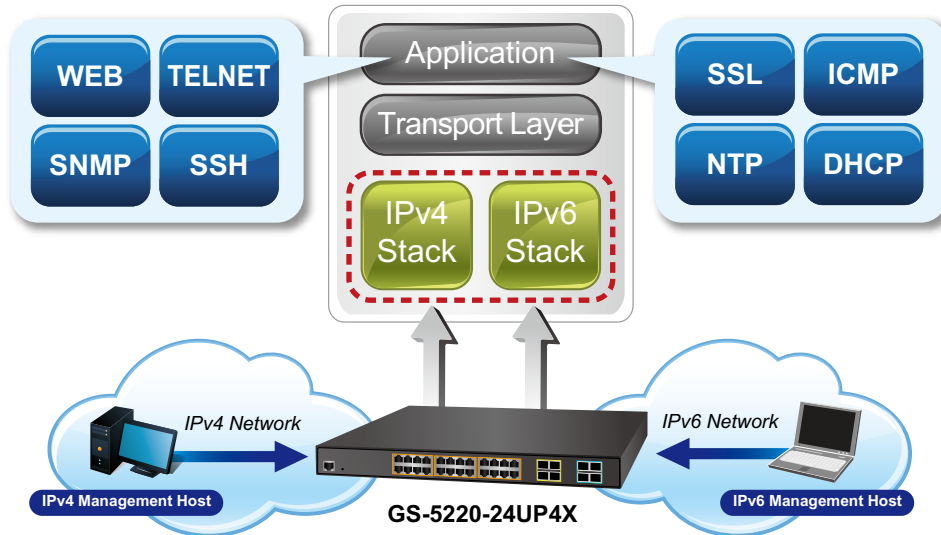 WEB
TELNET
SNMP
SSH
Application
Transport Layer
IPv4
Stack
IPv6
Stack
SSL
ICMP
NTP
DHCP
IPv4 Network
IPv4 Management Host
IPv6 Network
IPv6 Management Host
GS-5220-24UP4X